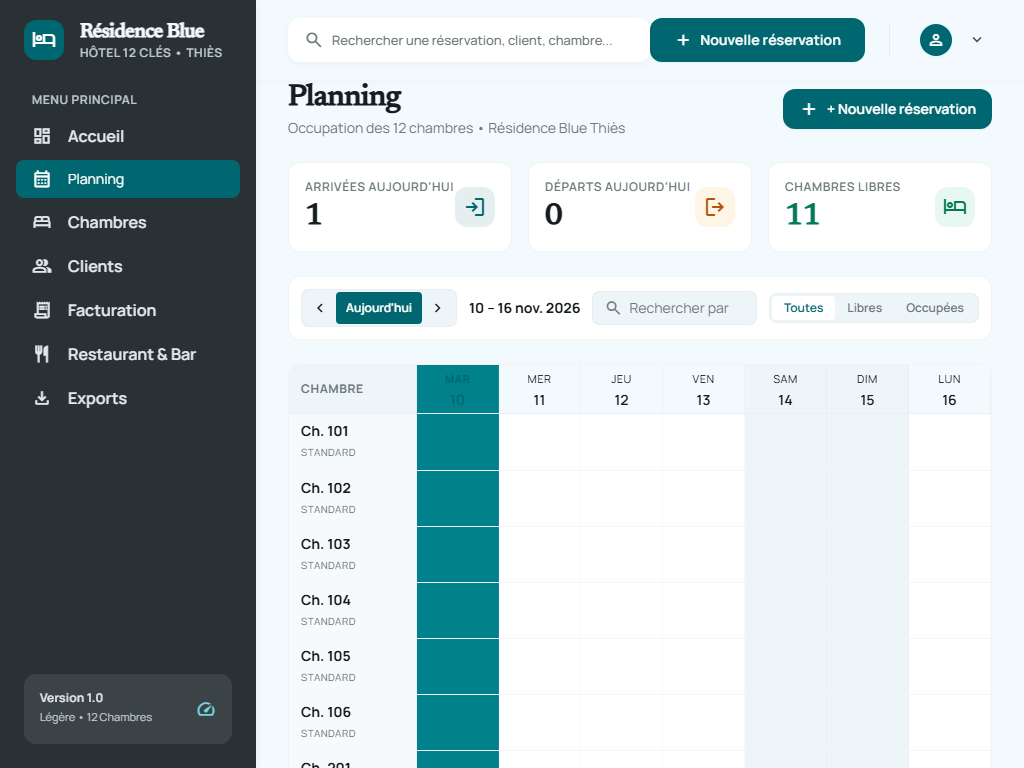 Résidence Blue
HÔTEL 12 CLÉS • THIÈS
MENU PRINCIPAL
Accueil
Planning
Chambres
Clients
Facturation
Restaurant & Bar
Exports
Version 1.0
Légère • 12 Chambres
Rechercher une réservation, client, chambre...
Nouvelle réservation
Planning
Occupation des 12 chambres • Résidence Blue Thiès
+ Nouvelle réservation
ARRIVÉES AUJOURD'HUI
1
DÉPARTS AUJOURD'HUI
0
CHAMBRES LIBRES
11
Aujourd'hui
10 – 16 nov. 2026
Rechercher par
Toutes
Libres
Occupées
CHAMBRE
MAR
10
MER
11
JEU
12
VEN
13
SAM
14
DIM
15
LUN
16
Ch. 101
STANDARD
Ch. 102
STANDARD
Ch. 103
STANDARD
Ch. 104
STANDARD
Ch. 105
STANDARD
Ch. 106
STANDARD
Ch. 201